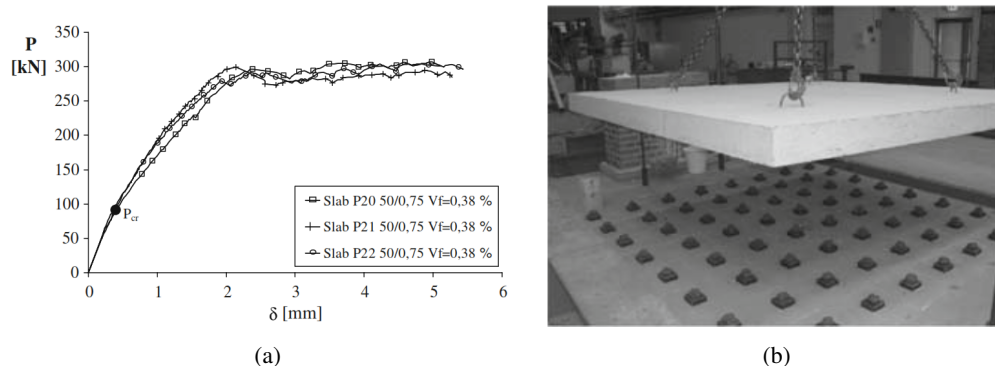 P
[kN]
350
300
250
200
150
100
50
0
P_cr
Slab P20 50/0,75 Vf=0,38 %
Slab P21 50/0,75 Vf=0,38 %
Slab P22 50/0,75 Vf=0,38 %
0 1 2 3 4 5 6
δ [mm]
(a) (b)